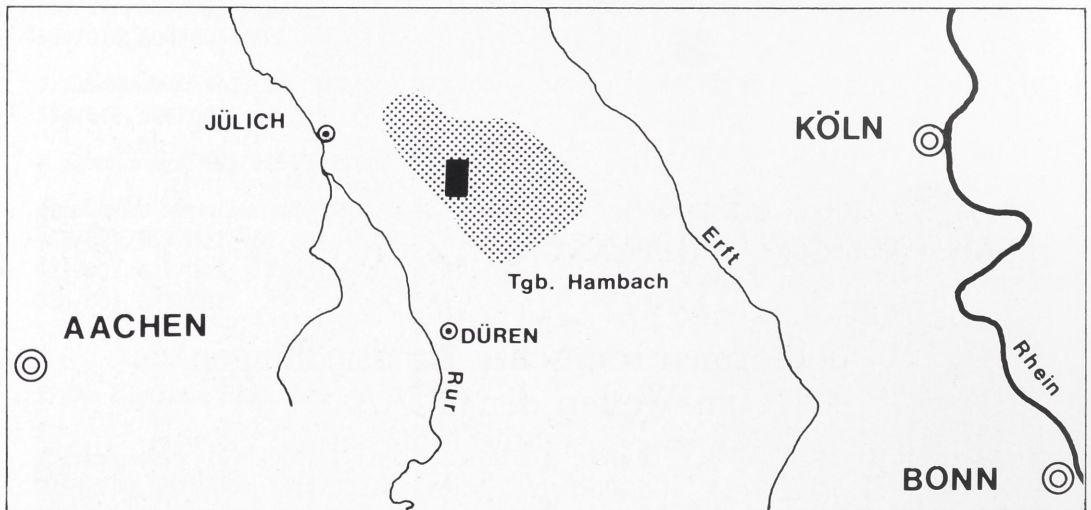 JÜLICH
KÖLN
Erft
Tgb. Hambach
AACHEN
DÜREN
Rur
Rhein
BONN